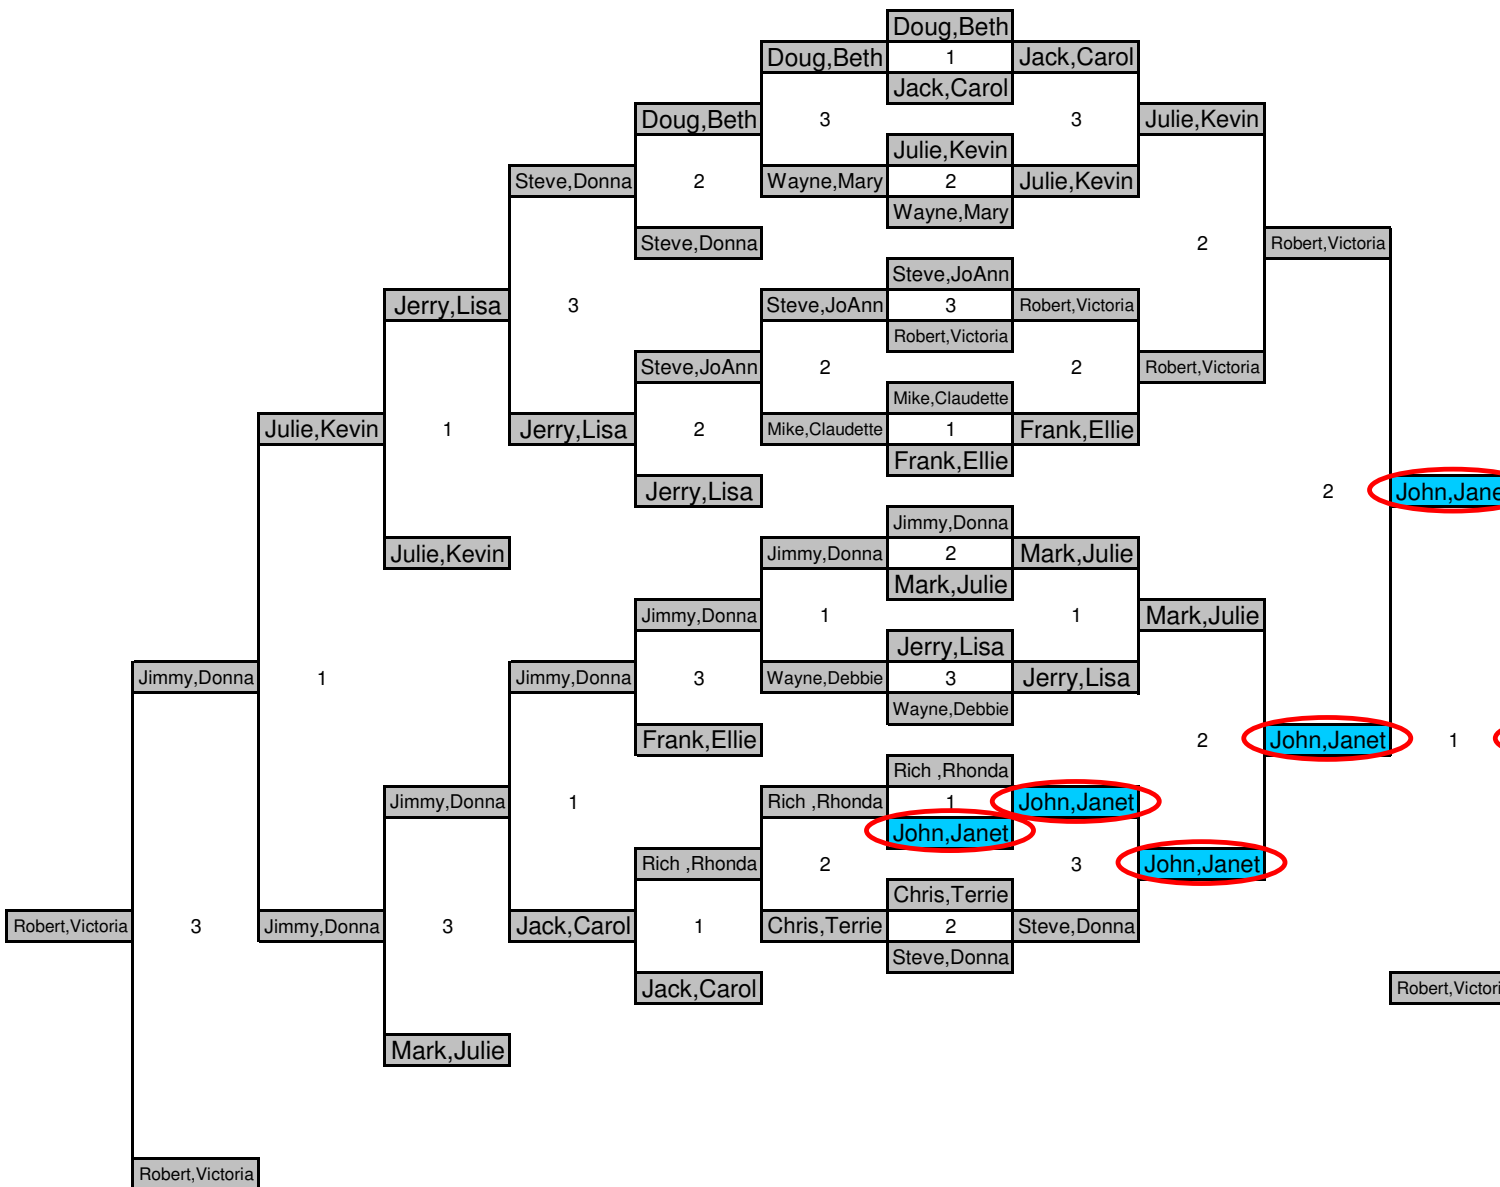 Doug,Beth
Doug,Beth 1 Jack,Carol
Jack,Carol
Doug,Beth 3 3 Julie,Kevin
Julie,Kevin
Steve,Donna 2 Wayne,Mary 2 Julie,Kevin
Wayne,Mary
Steve,Donna 2 Robert,Victoria
Steve,JoAnn
Jerry,Lisa 3 Steve,JoAnn 3 Robert,Victoria
Robert,Victoria
Steve,JoAnn 2 2 Robert,Victoria
Mike,Claudette
Julie,Kevin 1 Jerry,Lisa 2 Mike,Claudette 1 Frank,Ellie
Frank,Ellie
Jerry,Lisa 2 John,Jane
Jimmy,Donna
Julie,Kevin Jimmy,Donna 2 Mark,Julie
Mark,Julie
Jimmy,Donna 1 1 Mark,Julie
Jerry,Lisa
Jimmy,Donna 1 Jimmy,Donna 3 Wayne,Debbie 3 Jerry,Lisa
Wayne,Debbie
Frank,Ellie 2 John,Janet 1
Rich ,Rhonda
Jimmy,Donna 1 Rich ,Rhonda 1 John,Janet
John,Janet
Rich ,Rhonda 2 3 John,Janet
Chris,Terrie
Robert,Victoria 3 Jimmy,Donna 3 Jack,Carol 1 Chris,Terrie 2 Steve,Donna
Steve,Donna
Jack,Carol Robert,Victori
Mark,Julie
Robert,Victoria